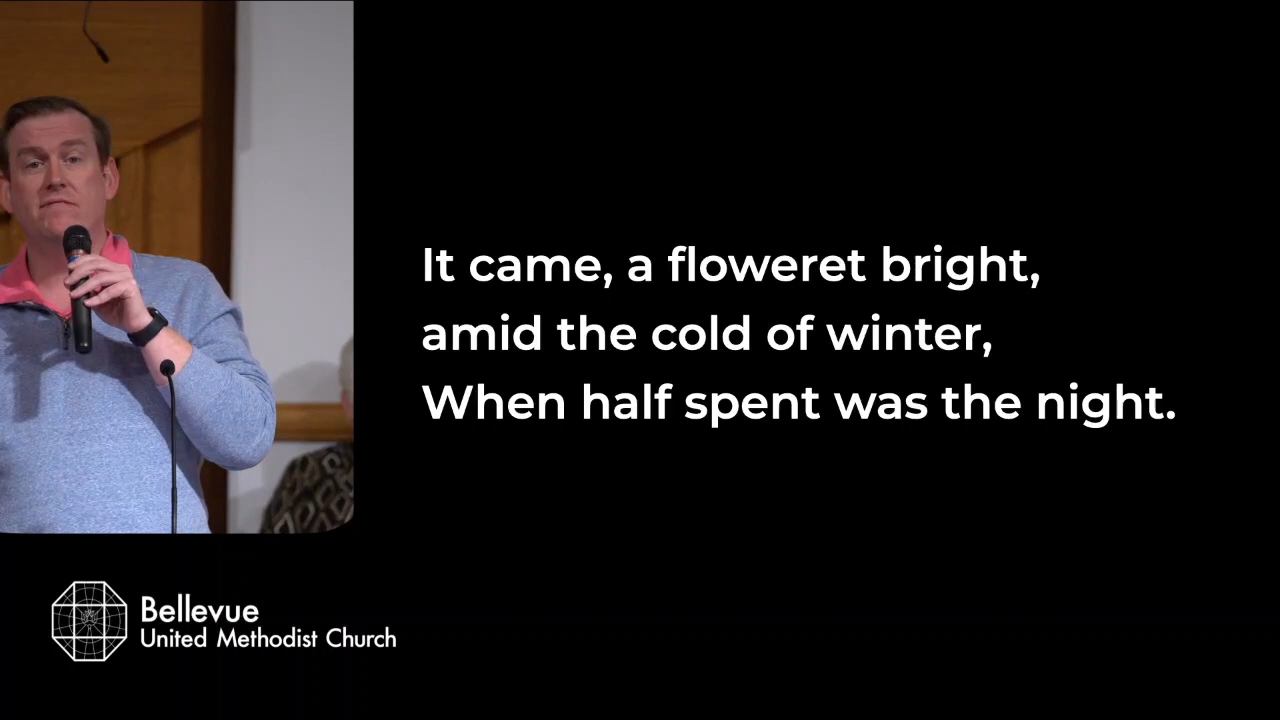 It came, a floweret bright,
amid the cold of winter,
When half spent was the night.
Bellevue
United Methodist Church